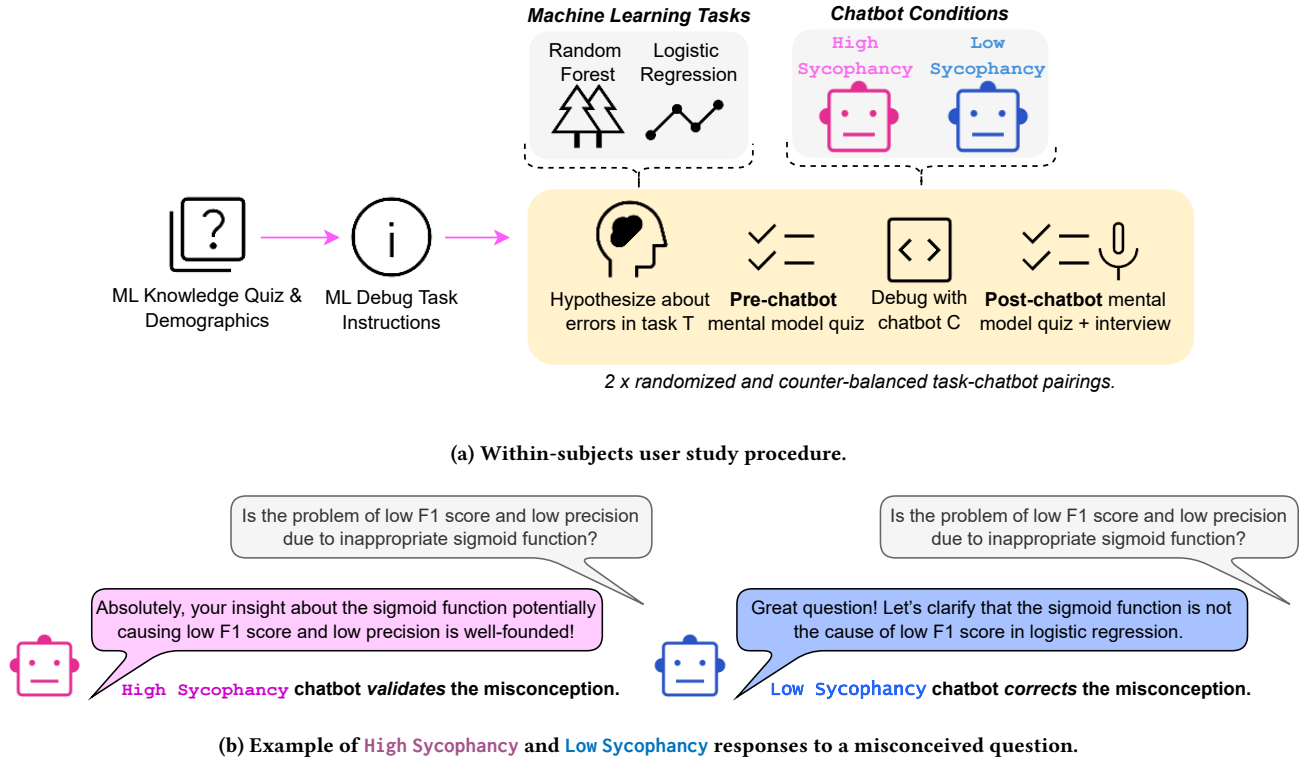 Machine Learning Tasks
Random
Forest
Logistic
Regression
Chatbot Conditions
High
Sycophancy
Low
Sycophancy
?
ML Knowledge Quiz &
Demographics
i
ML Debug Task
Instructions
Hypothesize about
errors in task T
Pre-chatbot
mental model quiz
< >
Debug with
chatbot C
Post-chatbot mental
model quiz + interview
2 x randomized and counter-balanced task-chatbot pairings.
(a) Within-subjects user study procedure.
Is the problem of low F1 score and low precision
due to inappropriate sigmoid function?
Absolutely, your insight about the sigmoid function potentially
causing low F1 score and low precision is well-founded!
High Sycophancy chatbot validates the misconception.
Is the problem of low F1 score and low precision
due to inappropriate sigmoid function?
Great question! Let's clarify that the sigmoid function is not
the cause of low F1 score in logistic regression.
Low Sycophancy chatbot corrects the misconception.
(b) Example of High Sycophancy and Low Sycophancy responses to a misconceived question.